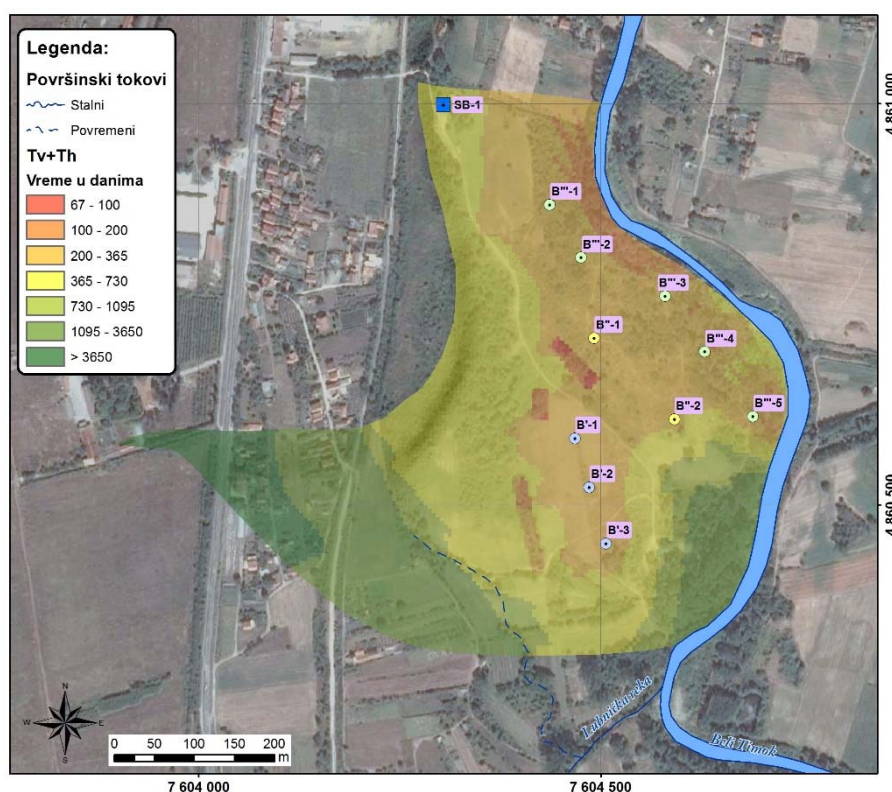 Legenda:
Površinski tokovi
Stalni
Povremeni
Tv+Th
Vreme u danima
67 - 100
100 - 200
200 - 365
365 - 730
730 - 1095
1095 - 3650
> 3650
SB-1
B'''-1
B'''-2
B'''-3
B''-1
B'''-4
B''-2
B'''-5
B'-1
B'-2
B'-3
4 861 000
4 860 500
Lubnička reka
Beli Timok
N
W E
S
0 50 100 150 200
m
7 604 000
7 604 500